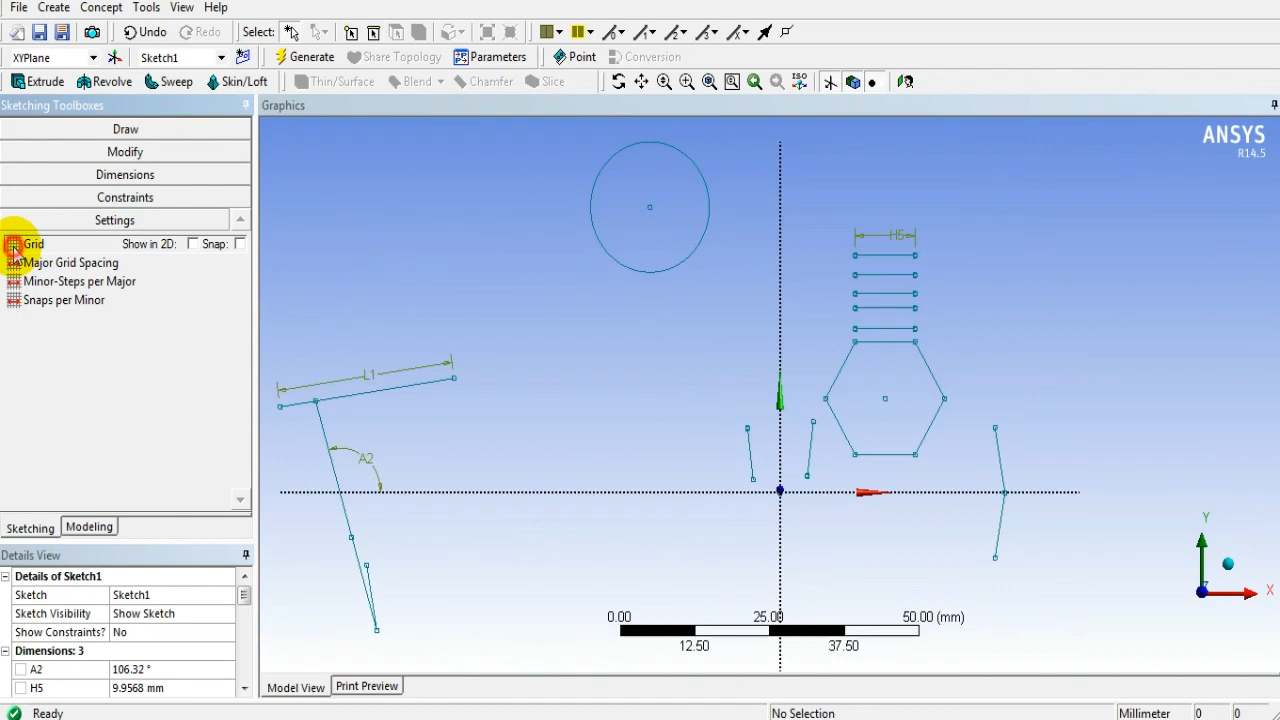 File Create Concept Tools View Help
Undo Redo Select:
XYPlane Sketch1 Generate Share Topology Parameters Point Conversion
Extrude Revolve Sweep Skin/Loft Thin/Surface Blend Chamfer Slice ISO
Sketching Toolboxes
Graphics
Draw
Modify
Dimensions
Constraints
Settings
Grid Show in 2D: Snap:
Major Grid Spacing
Minor-Steps per Major
Snaps per Minor
ANSYS
R14.5
H5
L1
A2
0.00 25.00 50.00 (mm)
12.50 37.50
Y
X
Sketching Modeling
Details View
Details of Sketch1
Sketch Sketch1
Sketch Visibility Show Sketch
Show Constraints? No
Dimensions: 3
A2 106.32 °
H5 9.9568 mm
Model View Print Preview
Ready No Selection Millimeter 0 0